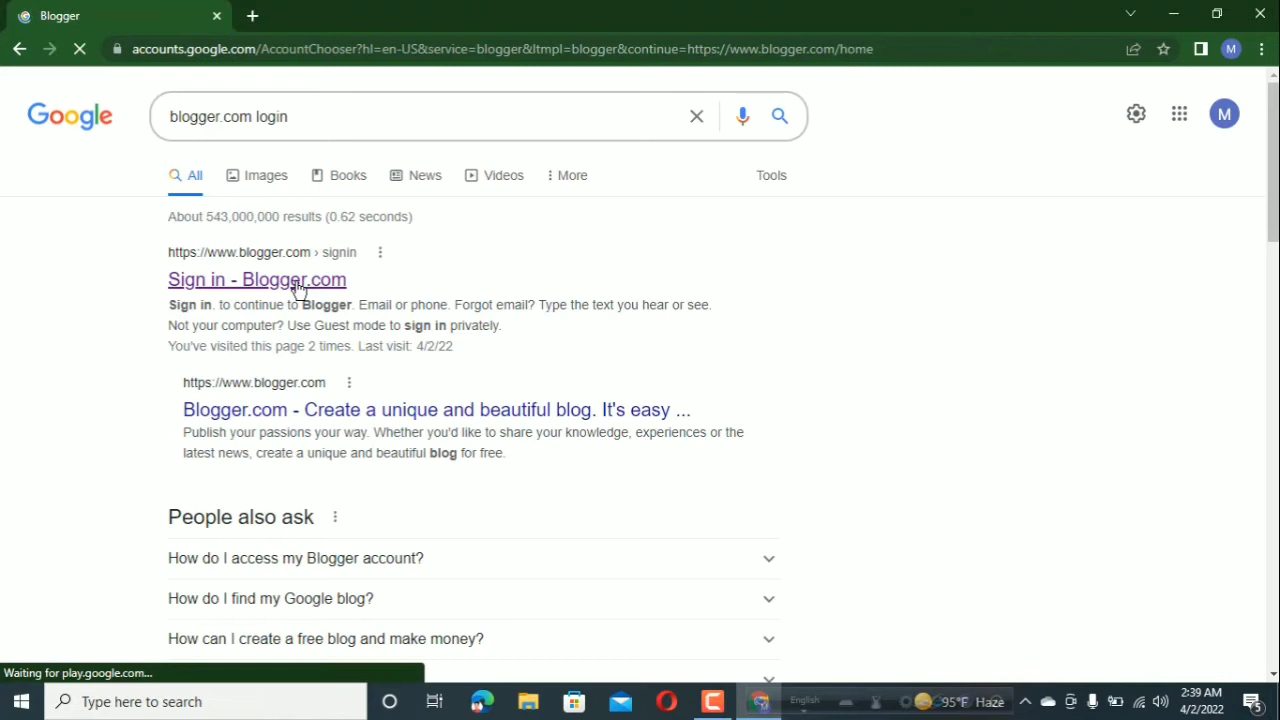 Blogger
accounts.google.com/AccountChooser?hl=en-US&service=blogger&ltmpl=blogger&continue=https://www.blogger.com/home
M
Google
blogger.com login
M
All
Images
Books
News
Videos
More
Tools
About 543,000,000 results (0.62 seconds)
https://www.blogger.com › signin
Sign in - Blogger.com
Sign in. to continue to Blogger. Email or phone. Forgot email? Type the text you hear or see.
Not your computer? Use Guest mode to sign in privately.
You've visited this page 2 times. Last visit: 4/2/22
https://www.blogger.com
Blogger.com - Create a unique and beautiful blog. It's easy ...
Publish your passions your way. Whether you'd like to share your knowledge, experiences or the
latest news, create a unique and beautiful blog for free.
People also ask
How do I access my Blogger account?
How do I find my Google blog?
How can I create a free blog and make money?
Waiting for play.google.com...
Type here to search
English
95°F Haze
2:39 AM
4/2/2022
5